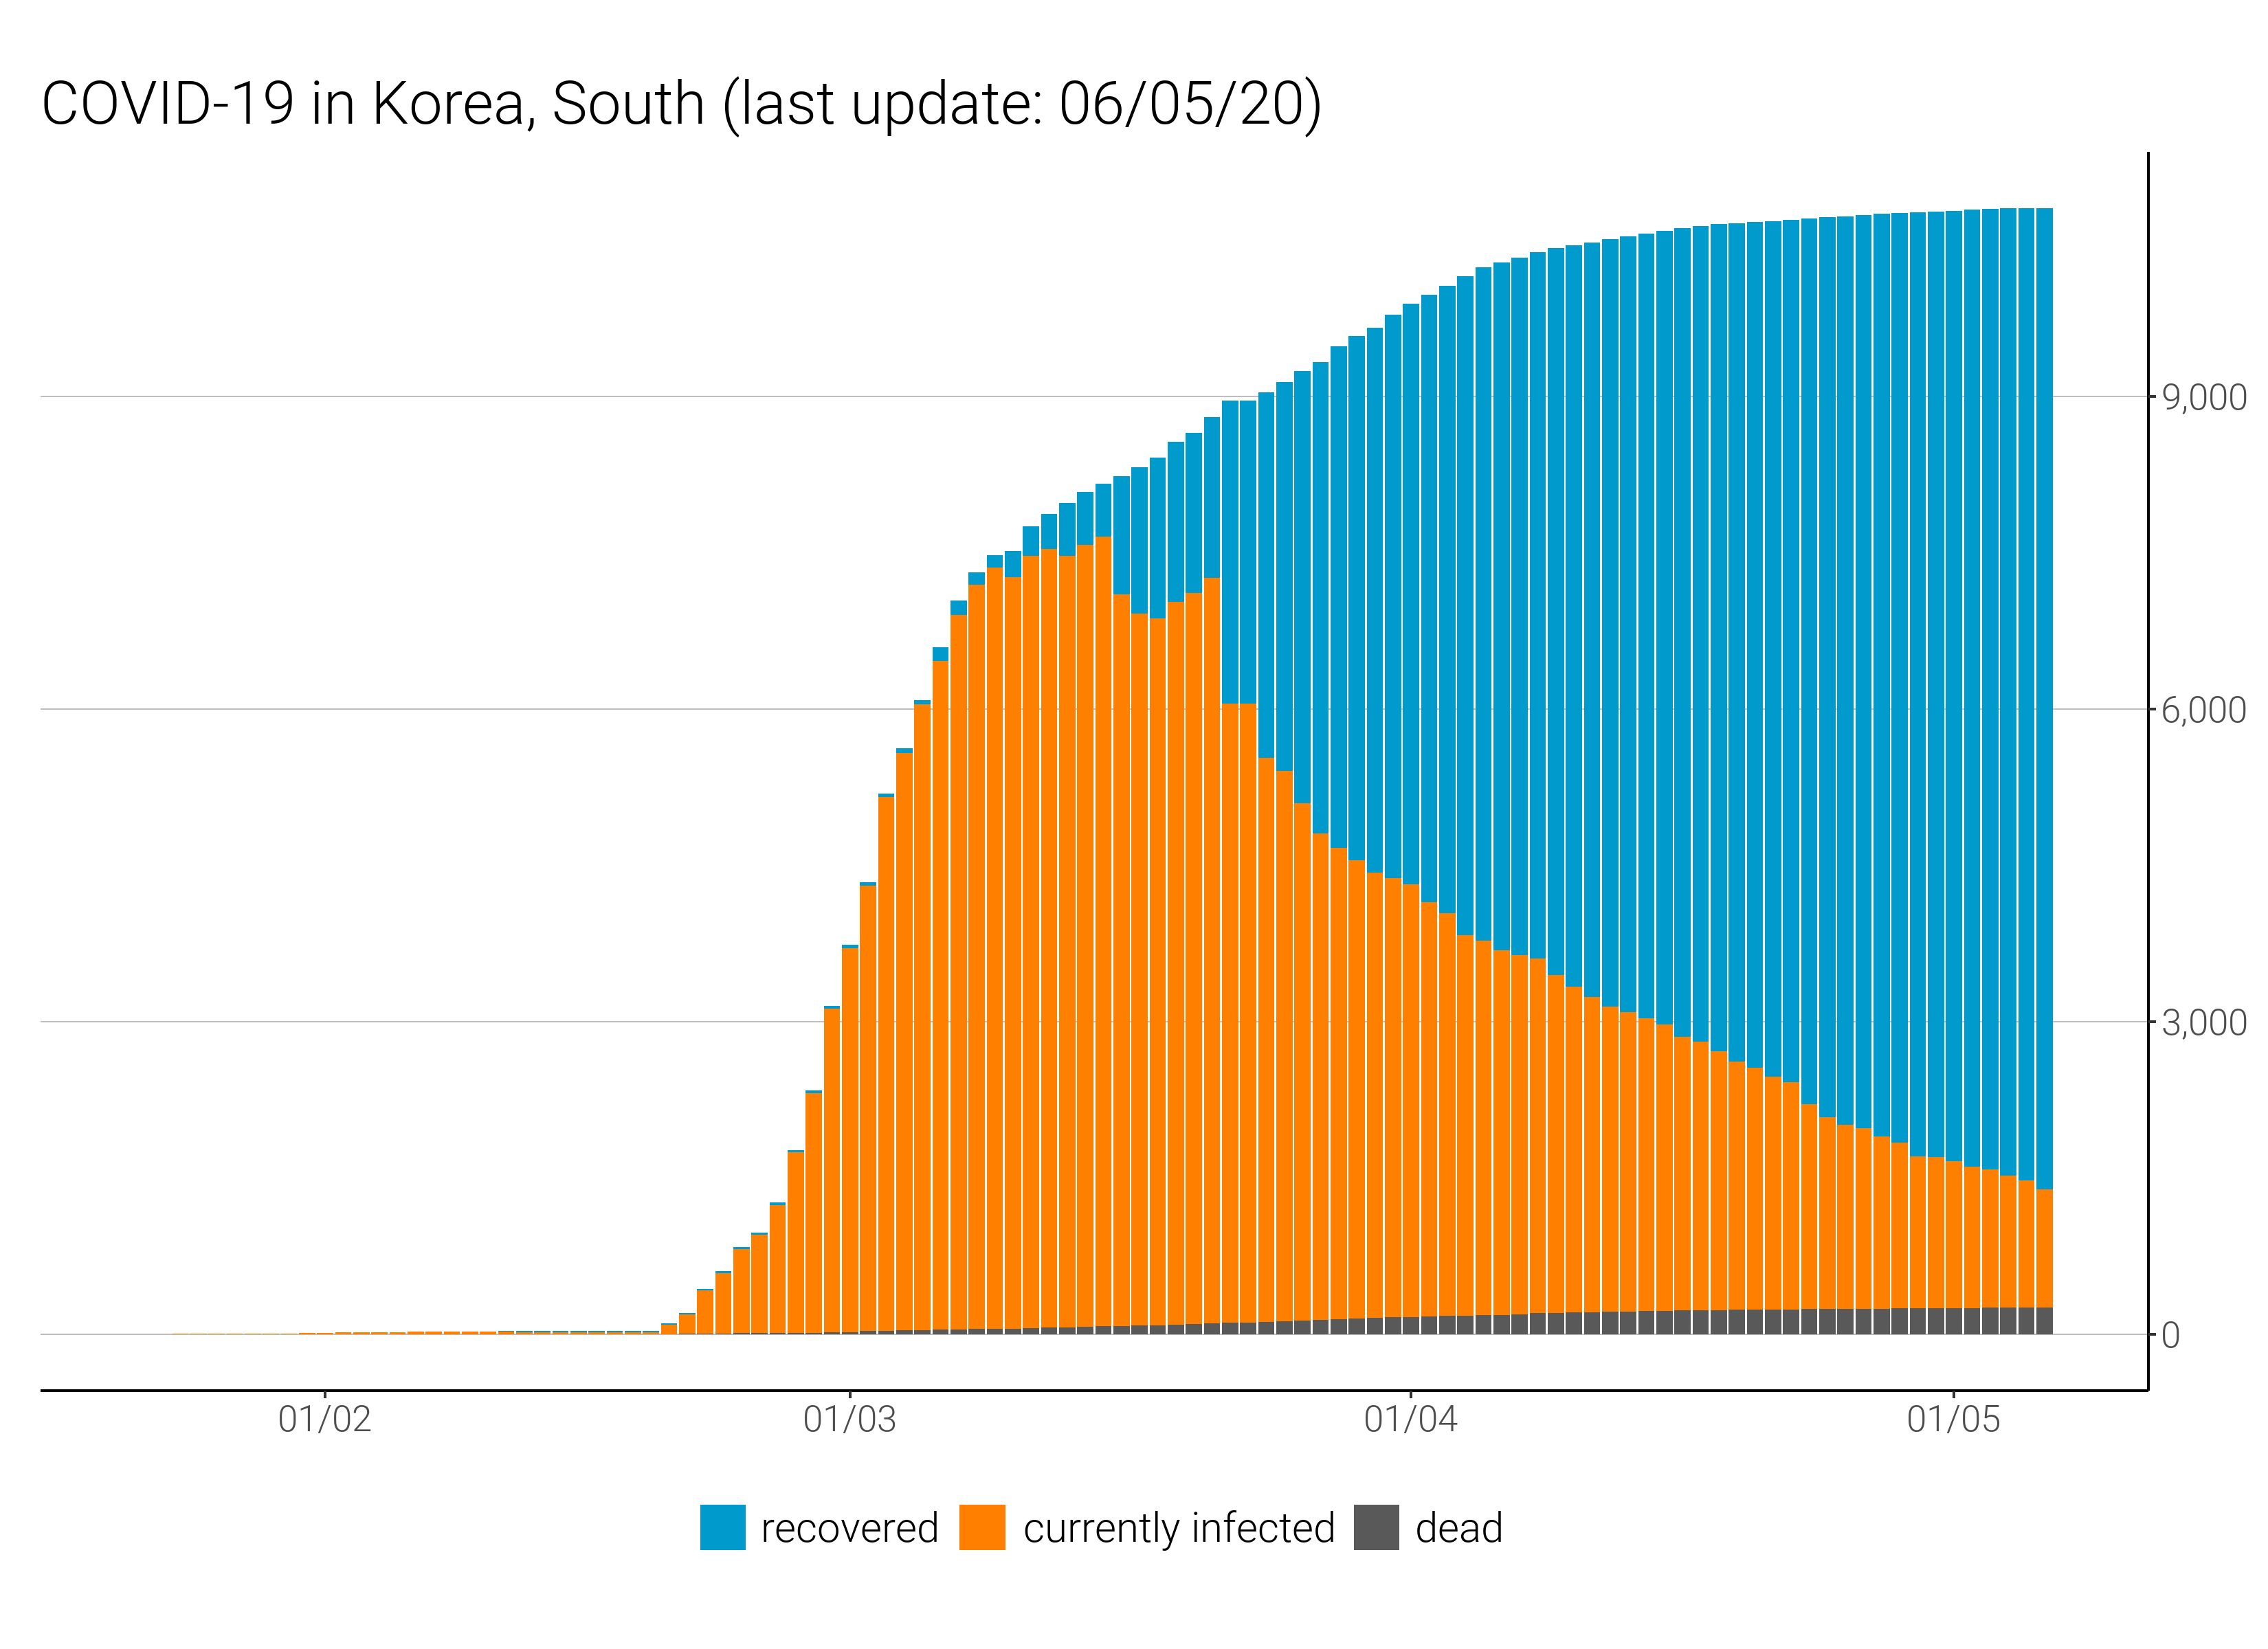 COVID-19 in Korea, South (last update: 06/05/20)
9,000
6,000
3,000
0
01/02 01/03 01/04 01/05
recovered currently infected dead